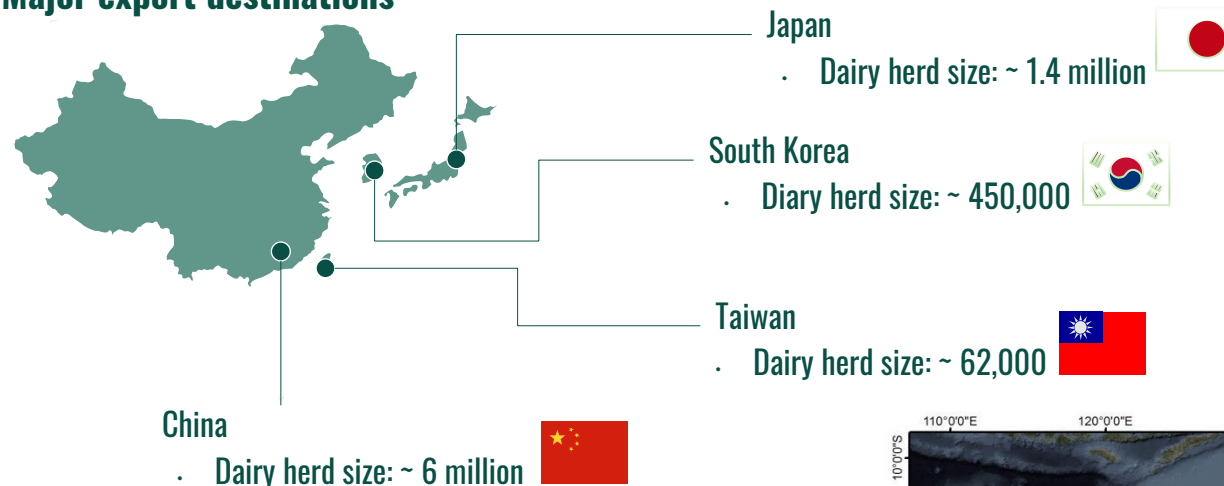 Major export destinations
Japan
· Dairy herd size: ~ 1.4 million
South Korea
· Diary herd size: ~ 450,000
Taiwan
· Dairy herd size: ~ 62,000
China
· Dairy herd size: ~ 6 million
110°0'0"E 120°0'0"E
10°0'0"S